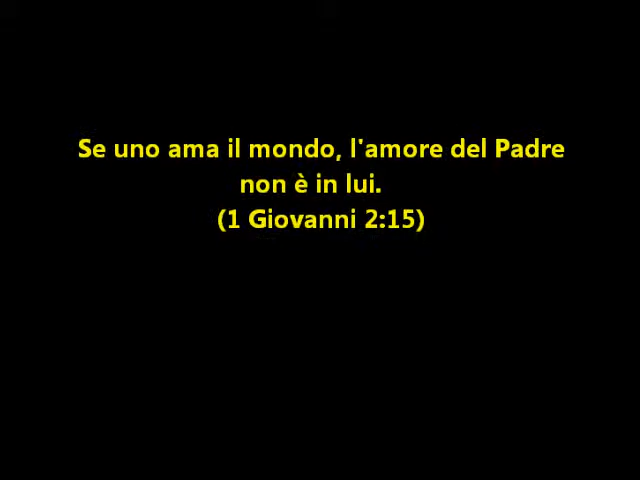 Se uno ama il mondo, l'amore del Padre
non è in lui.
(1 Giovanni 2:15)